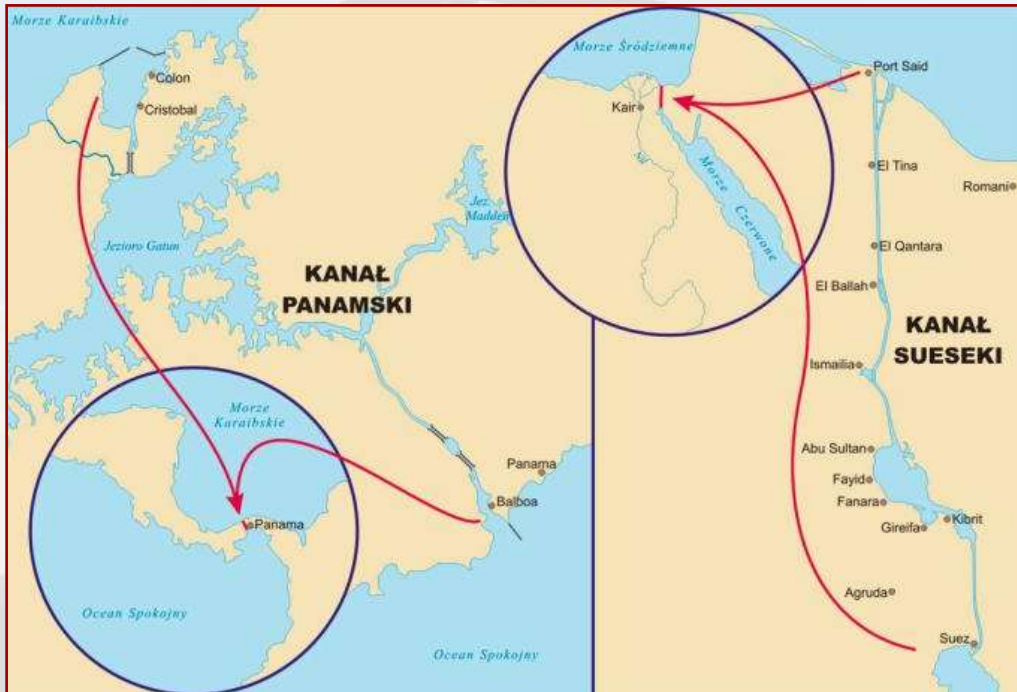 Morze Karaibskie
Colon
Cristobal
Jezioro Gatun
Jez.
Madden
KANAŁ
PANAMSKI
Morze
Karaibskie
Panama
Ocean Spokojny
Panama
Balboa
Ocean Spokojny
Morze Śródziemne
Kair
Nil
Morze Czerwone
Port Said
El Tina
Romani
El Qantara
El Ballah
KANAŁ
SUESEKI
Ismailia
Abu Sultan
Fayid
Fanara
Gireifa
Kibrit
Agruda
Suez